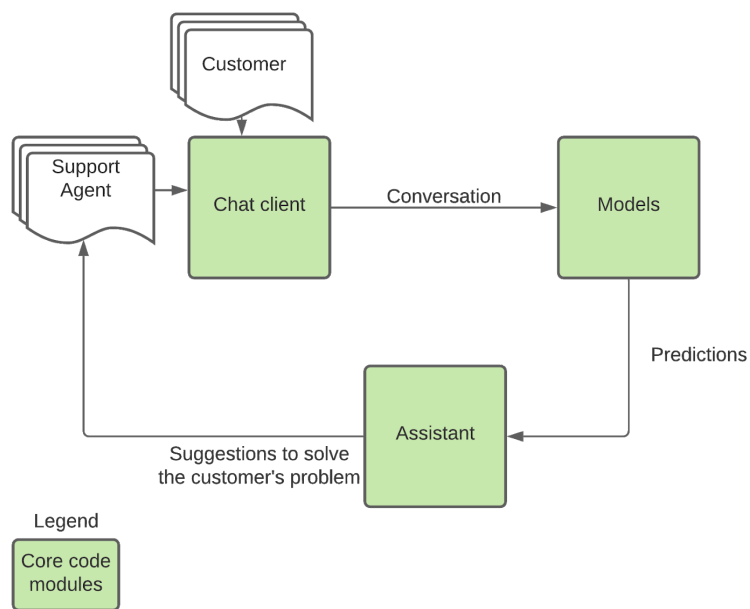 Customer
Support
Agent
Chat client
Conversation
Models
Predictions
Assistant
Suggestions to solve
the customer's problem
Legend
Core code
modules